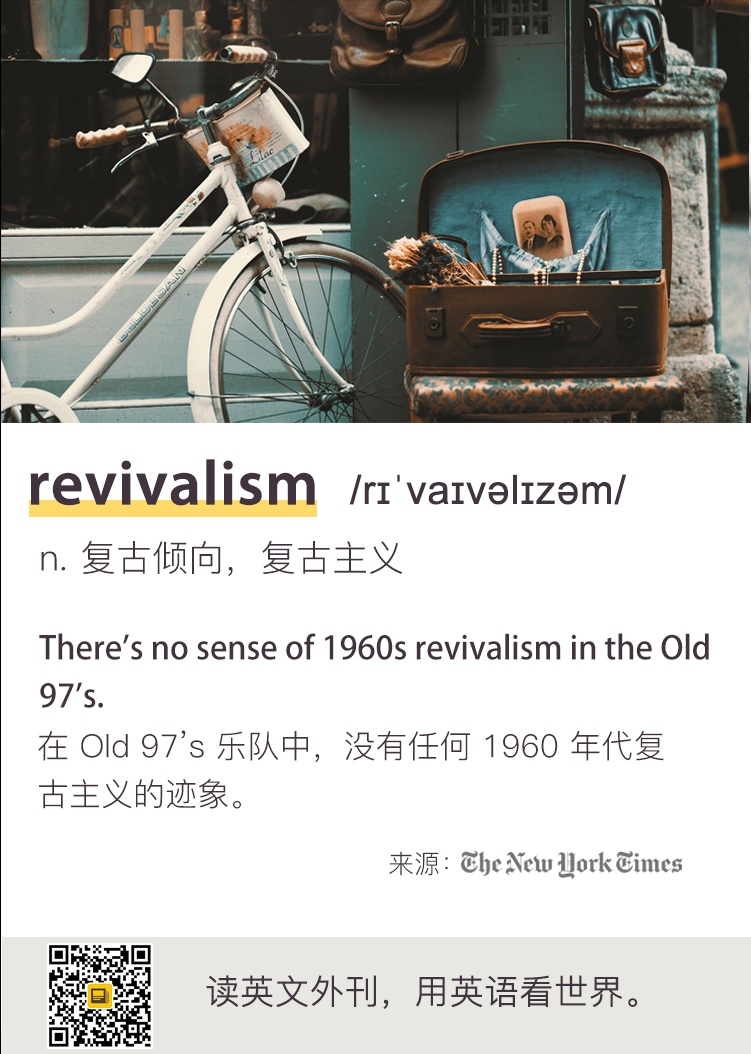 Lilac
revivalism /rɪˈvaɪvəlɪzəm/
n. 复古倾向，复古主义
There's no sense of 1960s revivalism in the Old
97's.
在 Old 97's 乐队中，没有任何 1960 年代复
古主义的迹象。
来源：The New York Times
读英文外刊，用英语看世界。